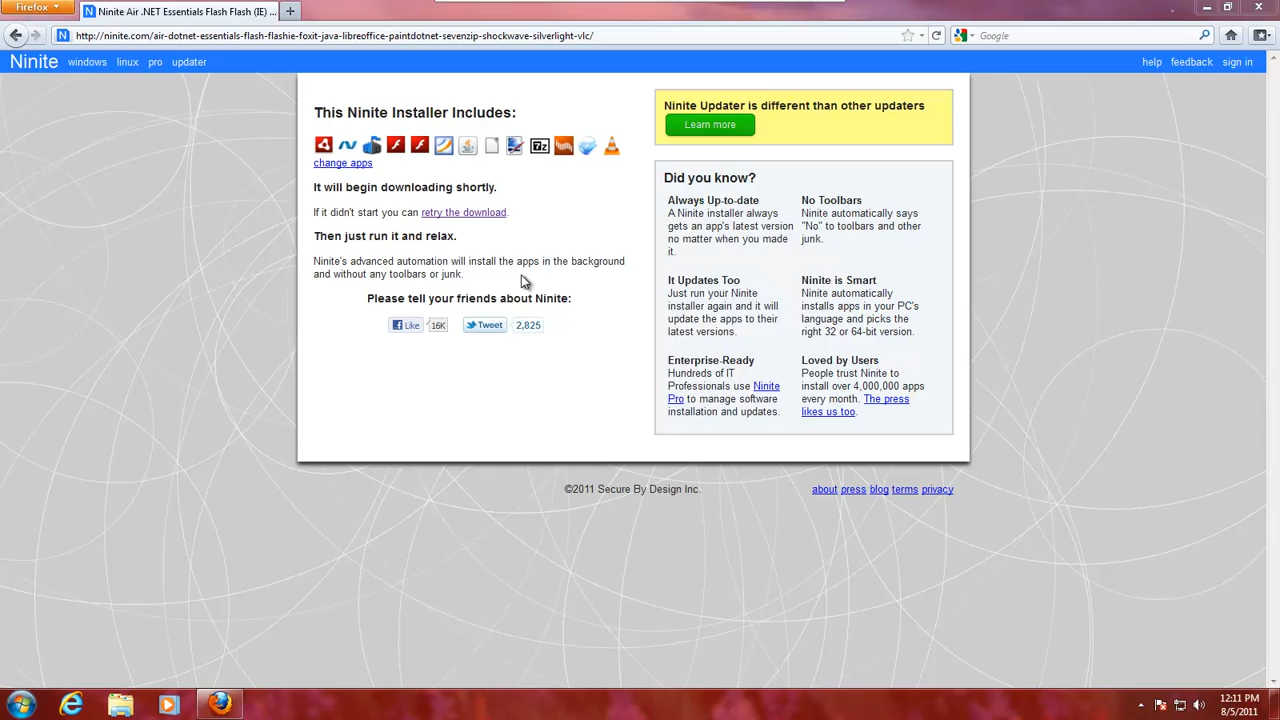 Firefox
Ninite Air .NET Essentials Flash Flash (IE) ...
http://ninite.com/air-dotnet-essentials-flash-flashie-foxit-java-libreoffice-paintdotnet-sevenzip-shockwave-silverlight-vlc/
Google
Ninite windows linux pro updater help feedback sign in
This Ninite Installer Includes:
7z
change apps
It will begin downloading shortly.
If it didn't start you can retry the download.
Then just run it and relax.
Ninite's advanced automation will install the apps in the background
and without any toolbars or junk.
Please tell your friends about Ninite:
Like 16K Tweet 2,825
Ninite Updater is different than other updaters
Learn more
Did you know?
Always Up-to-date
A Ninite installer always
gets an app's latest version
no matter when you made
it.
No Toolbars
Ninite automatically says
"No" to toolbars and other
junk.
It Updates Too
Just run your Ninite
installer again and it will
update the apps to their
latest versions.
Ninite is Smart
Ninite automatically
installs apps in your PC's
language and picks the
right 32 or 64-bit version.
Enterprise-Ready
Hundreds of IT
Professionals use Ninite
Pro to manage software
installation and updates.
Loved by Users
People trust Ninite to
install over 4,000,000 apps
every month. The press
likes us too.
©2011 Secure By Design Inc.
about press blog terms privacy
12:11 PM
8/5/2011